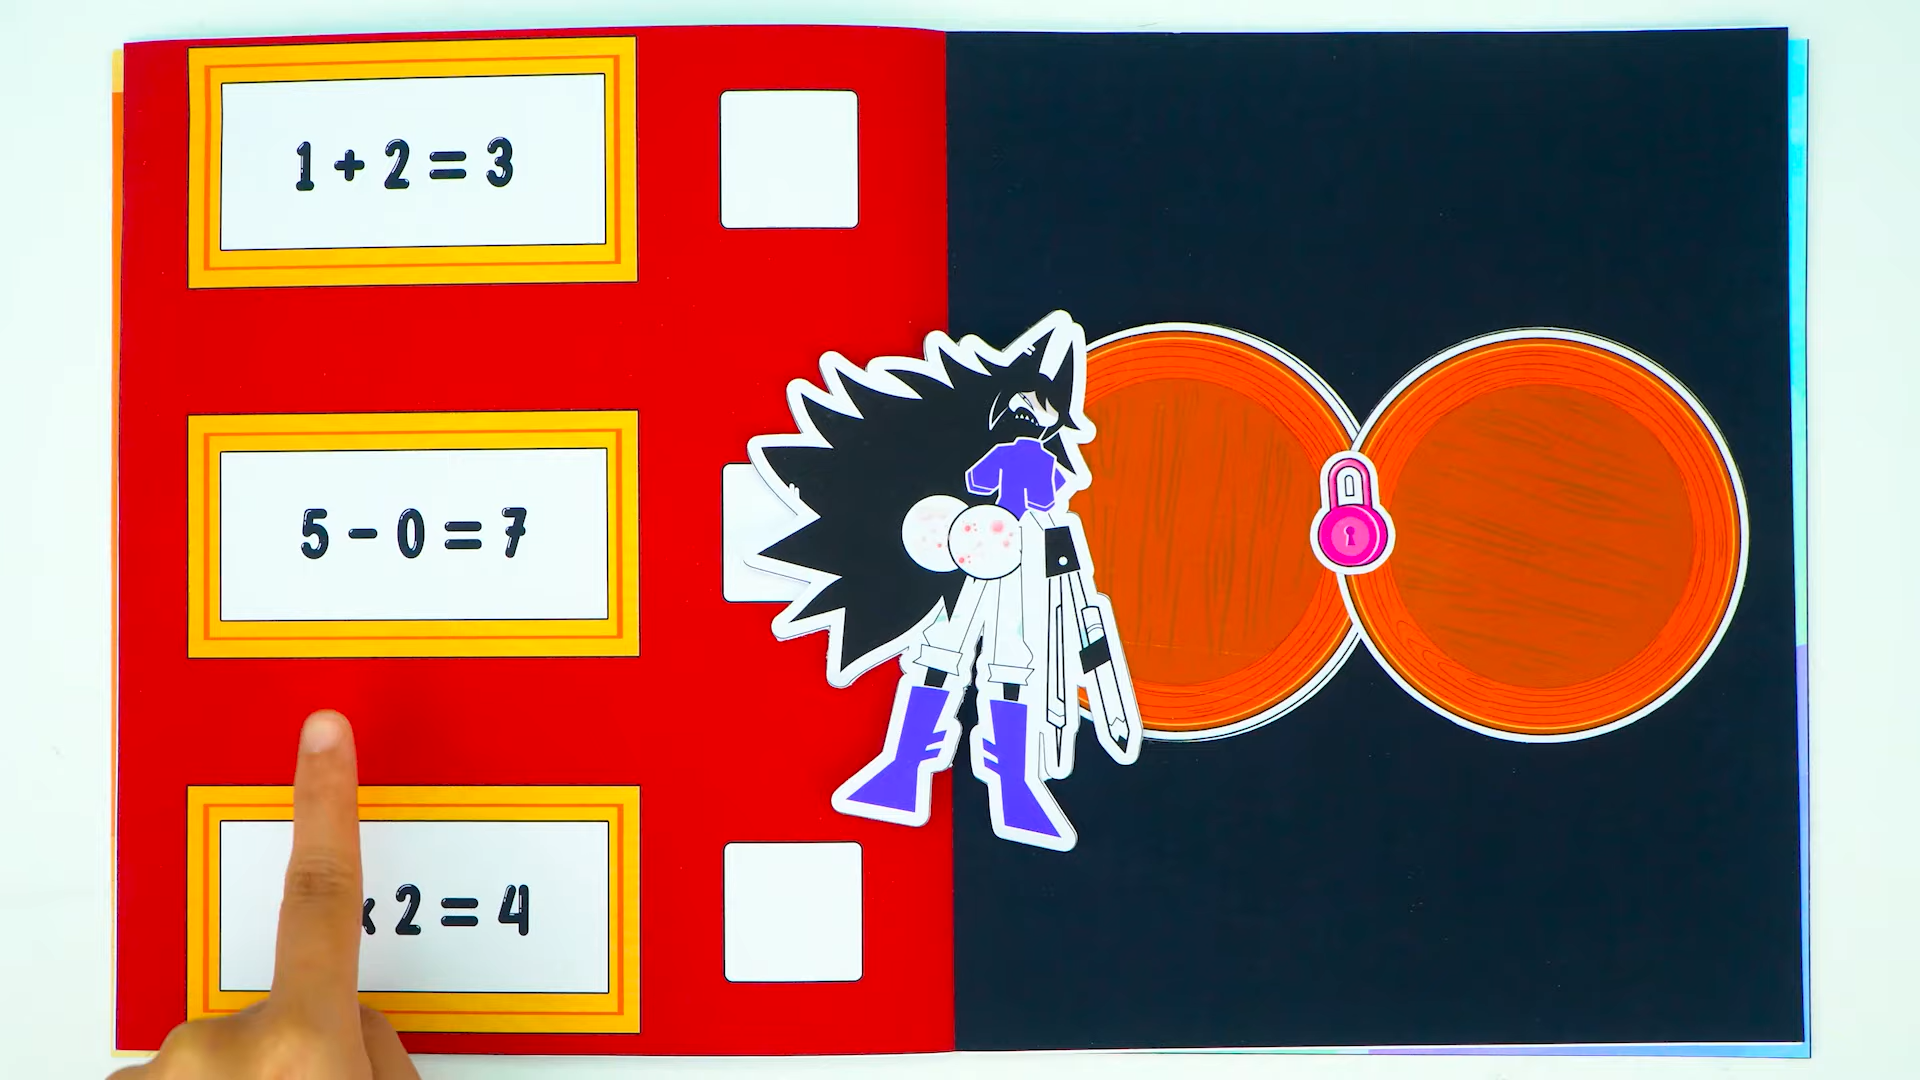 1 + 2 = 3
5 - 0 = 7
x 2 = 4